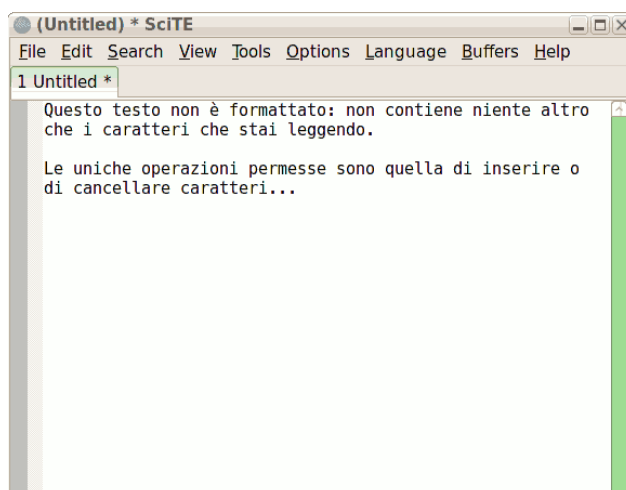 (Untitled) * SciTE
File Edit Search View Tools Options Language Buffers Help
1 Untitled *
Questo testo non è formattato: non contiene niente altro
che i caratteri che stai leggendo.
Le uniche operazioni permesse sono quella di inserire o
di cancellare caratteri...